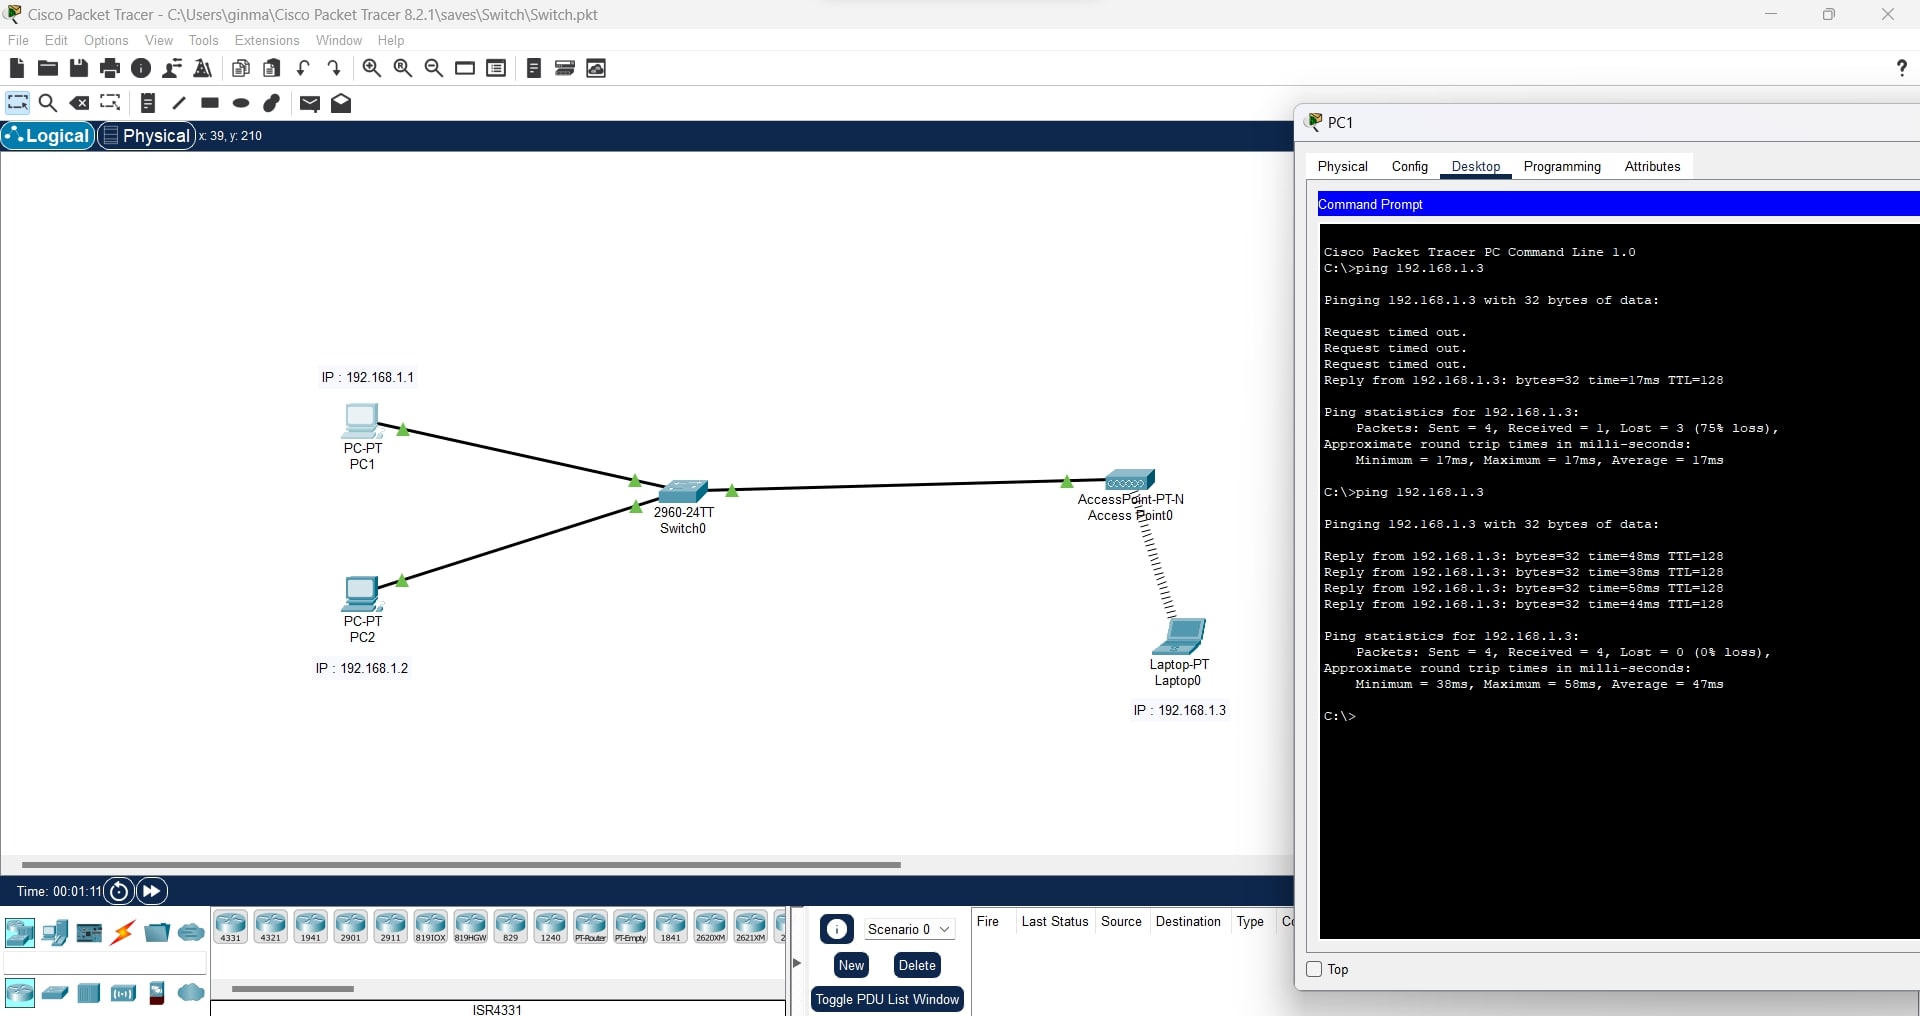 Cisco Packet Tracer - C:\Users\ginma\Cisco Packet Tracer 8.2.1\saves\Switch\Switch.pkt
File Edit Options View Tools Extensions Window Help
?
Logical Physical x: 39, y: 210
IP : 192.168.1.1
PC-PT
PC1
2960-24TT
Switch0
AccessPoint-PT-N
Access Point0
PC-PT
PC2
IP : 192.168.1.2
Laptop-PT
Laptop0
IP : 192.168.1.3
PC1
Physical Config Desktop Programming Attributes
Command Prompt
Cisco Packet Tracer PC Command Line 1.0
C:\>ping 192.168.1.3
Pinging 192.168.1.3 with 32 bytes of data:
Request timed out.
Request timed out.
Request timed out.
Reply from 192.168.1.3: bytes=32 time=17ms TTL=128
Ping statistics for 192.168.1.3:
Packets: Sent = 4, Received = 1, Lost = 3 (75% loss),
Approximate round trip times in milli-seconds:
Minimum = 17ms, Maximum = 17ms, Average = 17ms
C:\>ping 192.168.1.3
Pinging 192.168.1.3 with 32 bytes of data:
Reply from 192.168.1.3: bytes=32 time=48ms TTL=128
Reply from 192.168.1.3: bytes=32 time=38ms TTL=128
Reply from 192.168.1.3: bytes=32 time=58ms TTL=128
Reply from 192.168.1.3: bytes=32 time=44ms TTL=128
Ping statistics for 192.168.1.3:
Packets: Sent = 4, Received = 4, Lost = 0 (0% loss),
Approximate round trip times in milli-seconds:
Minimum = 38ms, Maximum = 58ms, Average = 47ms
C:\>
Top
Time: 00:01:11
4331 4321 1941 2901 2911 819IOX 819HGW 829 1240 PT-Router PT-Empty 1841 2620XM 2621XM 2
ISR4331
Scenario 0
New Delete
Toggle PDU List Window
Fire Last Status Source Destination Type Co